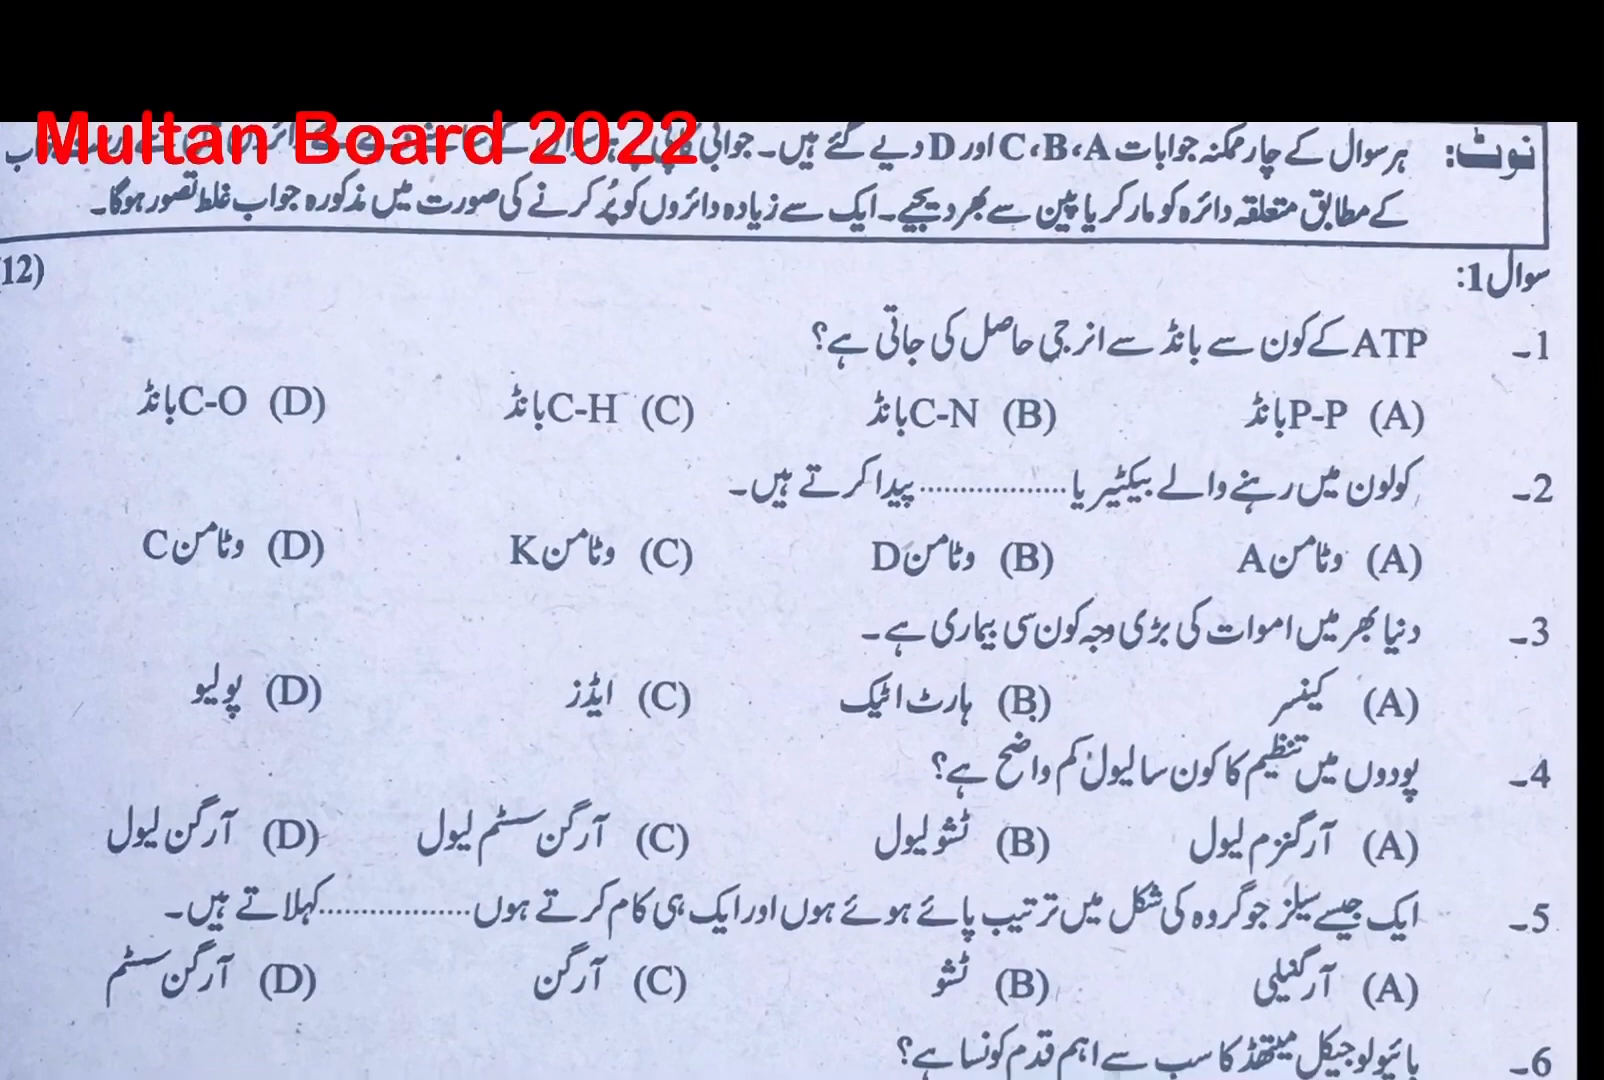 Multan Board 2022
نوٹ: ہر سوال کے چار ممکنہ جوابات C،B،A اور D دیے گئے ہیں۔ جوابی کاپی پر ہر سوال کے سامنے
کے مطابق متعلقہ دائرہ کو مارکر یا پین سے بھر دیجیے۔ ایک سے زیادہ دائروں کو پُر کرنے کی صورت میں مذکورہ جواب غلط تصور ہوگا۔
سوال 1: (12)
1۔ ATP کے کون سے بانڈ سے انرجی حاصل کی جاتی ہے؟
(A) P-P بانڈ (B) C-N بانڈ (C) C-H بانڈ (D) C-O بانڈ
2۔ کولون میں رہنے والے بیکٹیریا .................. پیدا کرتے ہیں۔
(A) وٹامن A (B) وٹامن D (C) وٹامن K (D) وٹامن C
3۔ دنیا بھر میں اموات کی بڑی وجہ کون سی بیماری ہے۔
(A) کینسر (B) ہارٹ اٹیک (C) ایڈز (D) پولیو
4۔ پودوں میں تنظیم کا کون سا لیول کم واضح ہے؟
(A) آرگنزم لیول (B) ٹشو لیول (C) آرگن سسٹم لیول (D) آرگن لیول
5۔ ایک جیسے سیلز جو گروہ کی شکل میں ترتیب پائے ہوئے ہوں اور ایک ہی کام کرتے ہوں .................. کہلاتے ہیں۔
(A) آرگنیلی (B) ٹشو (C) آرگن (D) آرگن سسٹم
6۔ بائیولوجیکل میتھڈ کا سب سے اہم قدم کونسا ہے؟